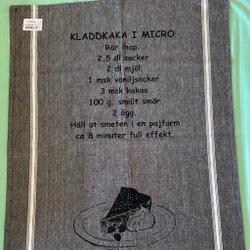 KLADDKAKA I MICRO
Rör ihop:
2,5 dl socker
2 dl mjöl
1 msk vaniljsocker
3 msk kakao
100 g. smält smör
2 ägg.
Häll ut smeten i en pajform
ca 8 minuter full effekt.